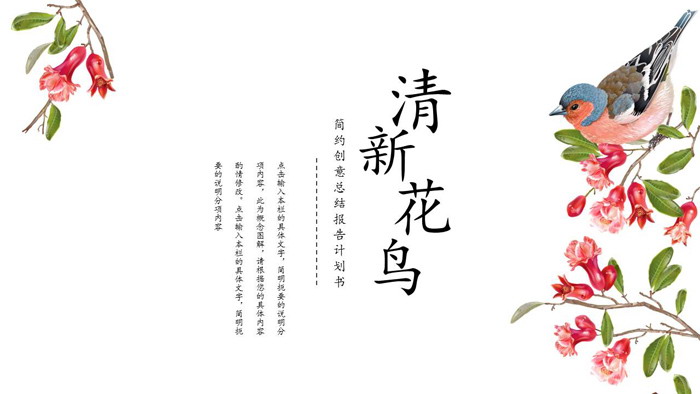 清新花鸟
简约创意总结报告计划书
点击输入本栏的具体文字，简明扼要的说明分
项内容，此为概念图解，请根据您的具体内容
酌情修改。点击输入本栏的具体文字，简明扼
要的说明分项内容